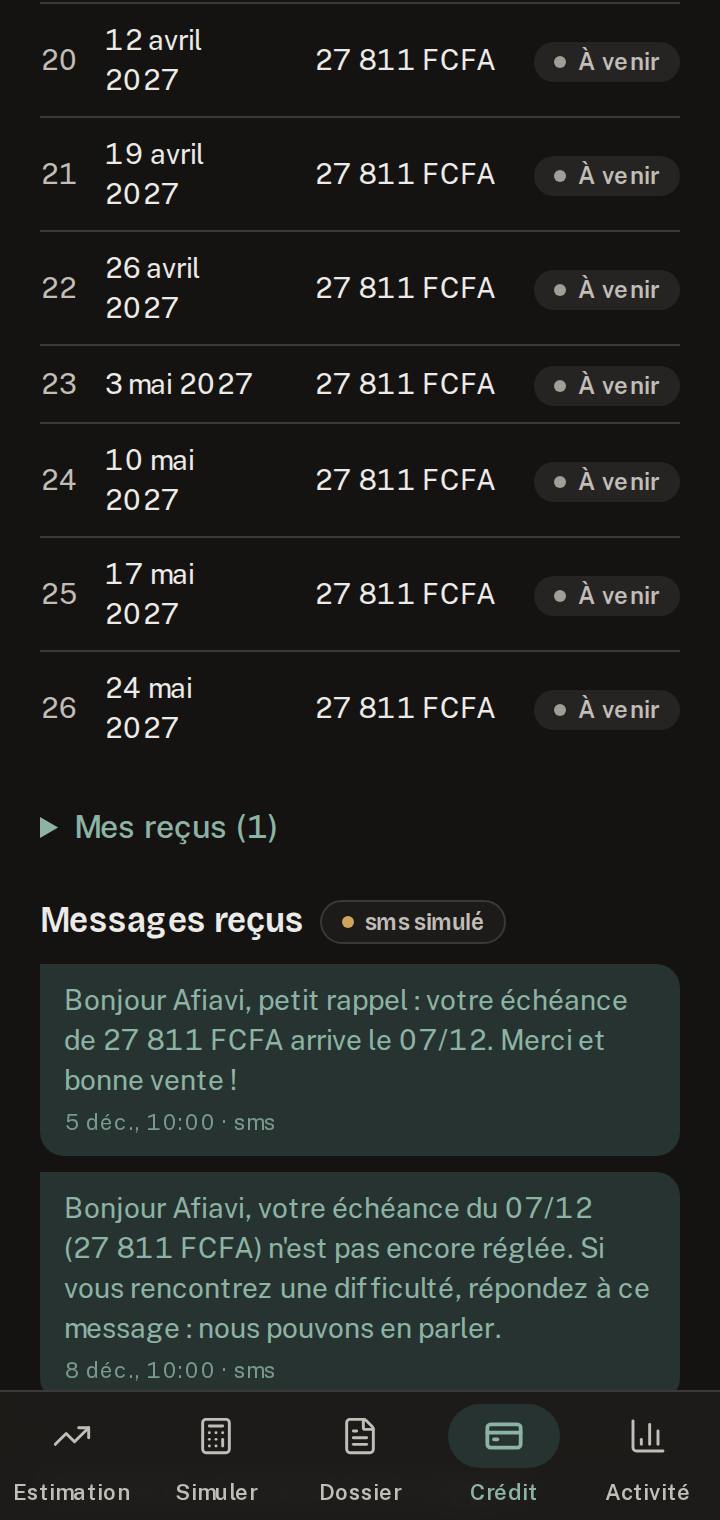 20 12 avril 2027 27 811 FCFA À venir
21 19 avril 2027 27 811 FCFA À venir
22 26 avril 2027 27 811 FCFA À venir
23 3 mai 2027 27 811 FCFA À venir
24 10 mai 2027 27 811 FCFA À venir
25 17 mai 2027 27 811 FCFA À venir
26 24 mai 2027 27 811 FCFA À venir
Mes reçus (1)
Messages reçus sms simulé
Bonjour Afiavi, petit rappel : votre échéance
de 27 811 FCFA arrive le 07/12. Merci et
bonne vente !
5 déc., 10:00 · sms
Bonjour Afiavi, votre échéance du 07/12
(27 811 FCFA) n'est pas encore réglée. Si
vous rencontrez une difficulté, répondez à ce
message : nous pouvons en parler.
8 déc., 10:00 · sms
Estimation Simuler Dossier Crédit Activité